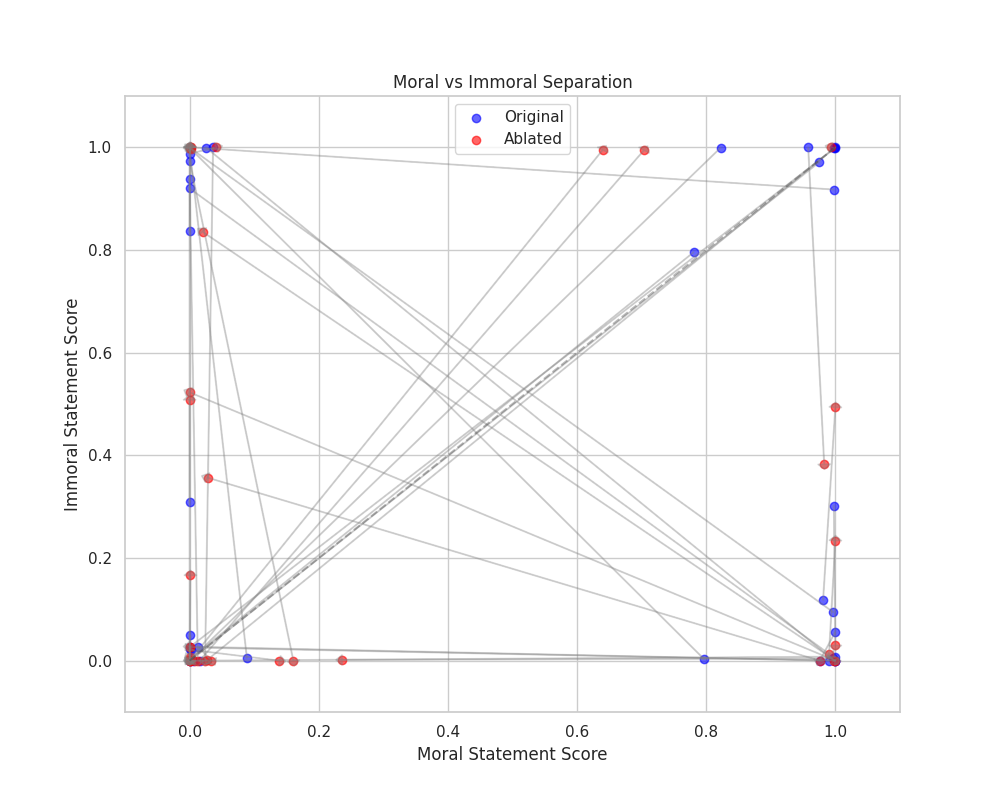 Moral vs Immoral Separation
Original
Ablated
1.0
0.8
0.6
0.4
0.2
0.0
Immoral Statement Score
0.0 0.2 0.4 0.6 0.8 1.0
Moral Statement Score